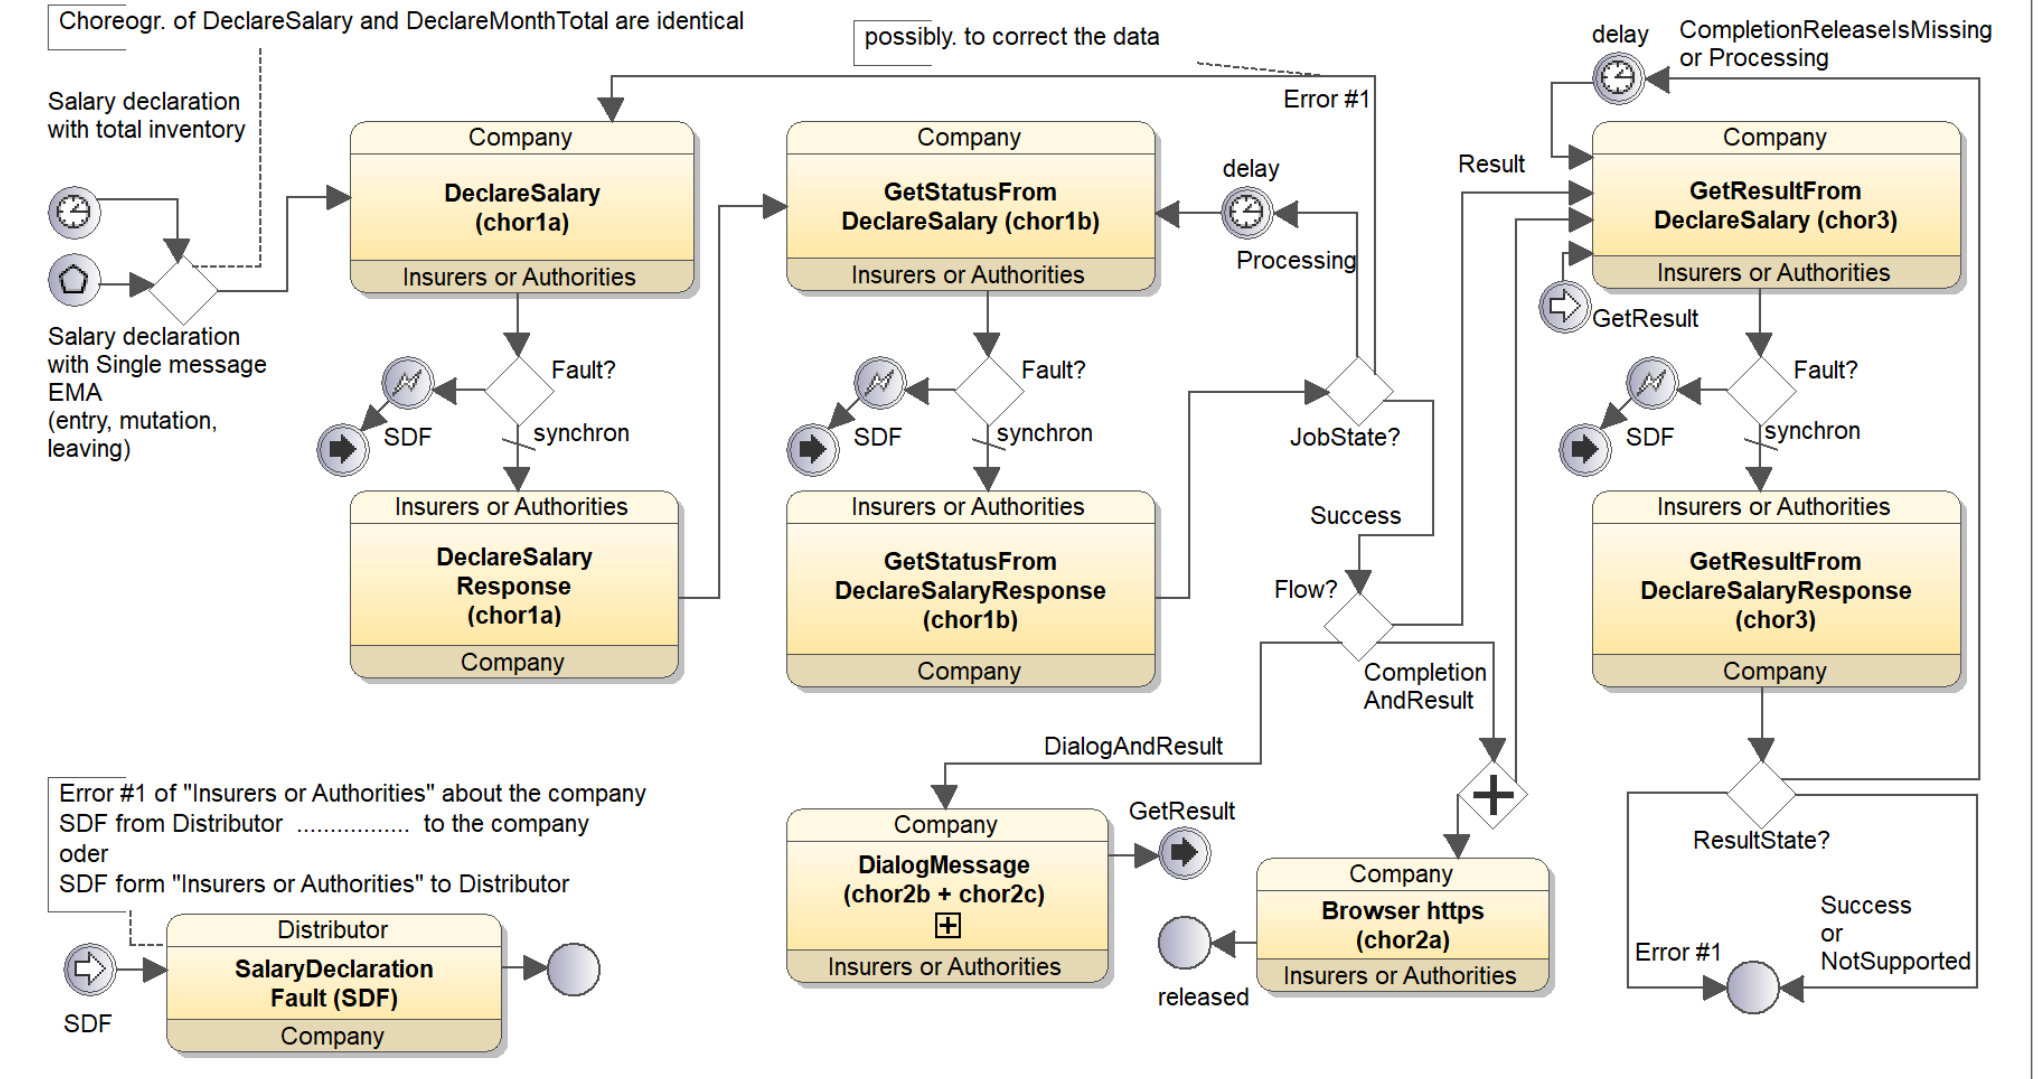 Choreogr. of DeclareSalary and DeclareMonthTotal are identical
possibly. to correct the data
delay
CompletionReleaseIsMissing
or Processing
Salary declaration
with total inventory
Error #1
Company
DeclareSalary
(chor1a)
Insurers or Authorities
Company
GetStatusFrom
DeclareSalary (chor1b)
Insurers or Authorities
delay
Processing
Result
Company
GetResultFrom
DeclareSalary (chor3)
Insurers or Authorities
GetResult
Salary declaration
with Single message
EMA
(entry, mutation,
leaving)
Fault?
SDF
synchron
Fault?
SDF
synchron
JobState?
Fault?
SDF
synchron
Insurers or Authorities
DeclareSalary
Response
(chor1a)
Company
Insurers or Authorities
GetStatusFrom
DeclareSalaryResponse
(chor1b)
Company
Success
Flow?
Insurers or Authorities
GetResultFrom
DeclareSalaryResponse
(chor3)
Company
Completion
AndResult
DialogAndResult
Error #1 of "Insurers or Authorities" about the company
SDF from Distributor ................. to the company
oder
SDF form "Insurers or Authorities" to Distributor
Company
DialogMessage
(chor2b + chor2c)
Insurers or Authorities
GetResult
Company
Browser https
(chor2a)
Insurers or Authorities
released
ResultState?
Success
or
NotSupported
Error #1
SDF
Distributor
SalaryDeclaration
Fault (SDF)
Company